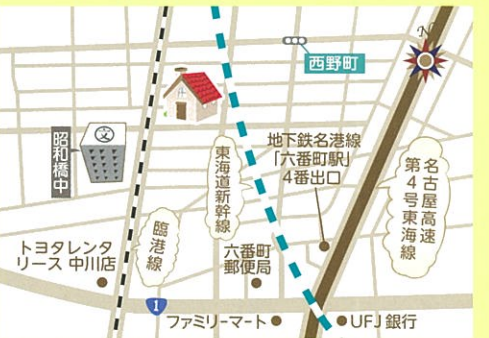 N
西野町
文
昭和橋中
東海道新幹線
地下鉄名港線
「六番町駅」
4番出口
名古屋高速
第4号東海線
臨港線
トヨタレンタ
リース 中川店
六番町
郵便局
1
ファミリーマート
UFJ銀行